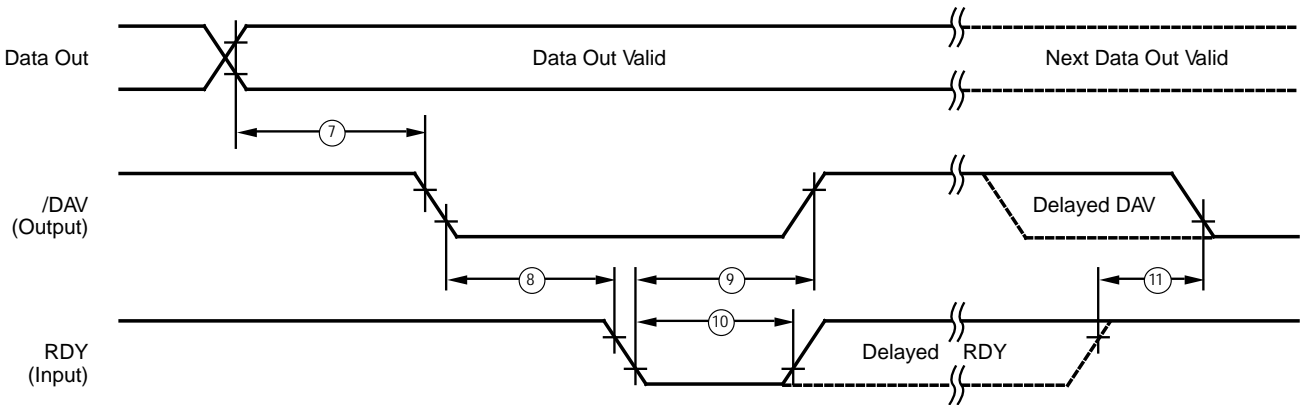 Data Out
Data Out Valid
Next Data Out Valid
7
/DAV
(Output)
Delayed DAV
8
9
11
10
RDY
(Input)
Delayed RDY